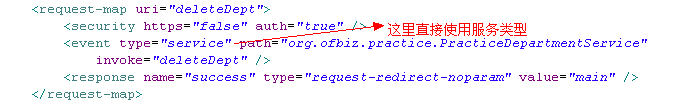 <request-map uri="deleteDept">
<security https="false" auth="true" />
这里直接使用服务类型
<event type="service" path="org.ofbiz.practice.PracticeDepartmentService"
invoke="deleteDept" />
<response name="success" type="request-redirect-noparam" value="main" />
</request-map>